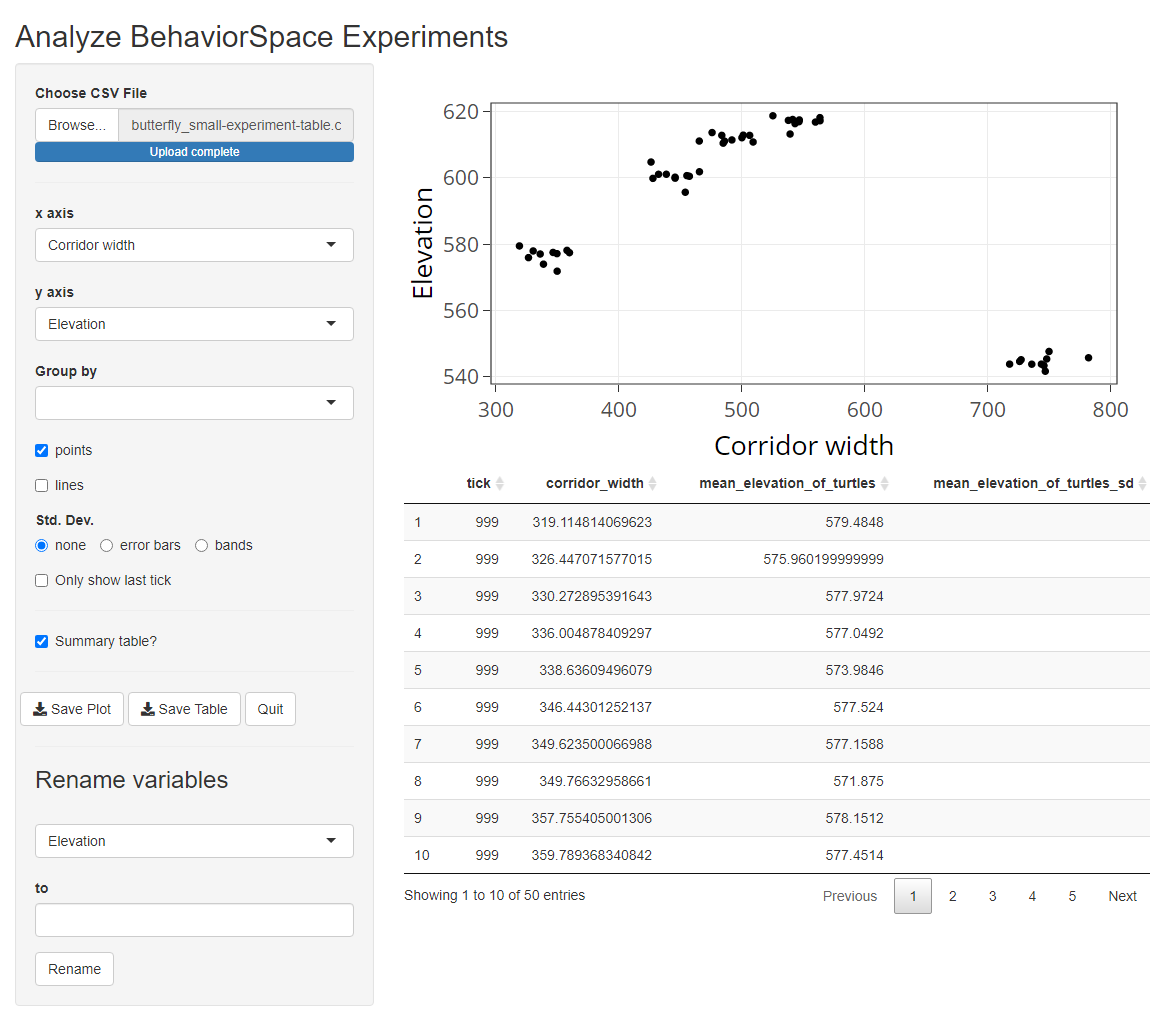 Analyze BehaviorSpace Experiments
Choose CSV File
Browse... butterfly_small-experiment-table.c
Upload complete
x axis
Corridor width
y axis
Elevation
Group by
points
lines
Std. Dev.
none error bars bands
Only show last tick
Summary table?
Save Plot Save Table Quit
Rename variables
Elevation
to
Rename
Elevation
620
600
580
560
540
300 400 500 600 700 800
Corridor width
tick corridor_width mean_elevation_of_turtles mean_elevation_of_turtles_sd
1 999 319.114814069623 579.4848
2 999 326.447071577015 575.960199999999
3 999 330.272895391643 577.9724
4 999 336.004878409297 577.0492
5 999 338.63609496079 573.9846
6 999 346.44301252137 577.524
7 999 349.623500066988 577.1588
8 999 349.76632958661 571.875
9 999 357.755405001306 578.1512
10 999 359.789368340842 577.4514
Showing 1 to 10 of 50 entries Previous 1 2 3 4 5 Next